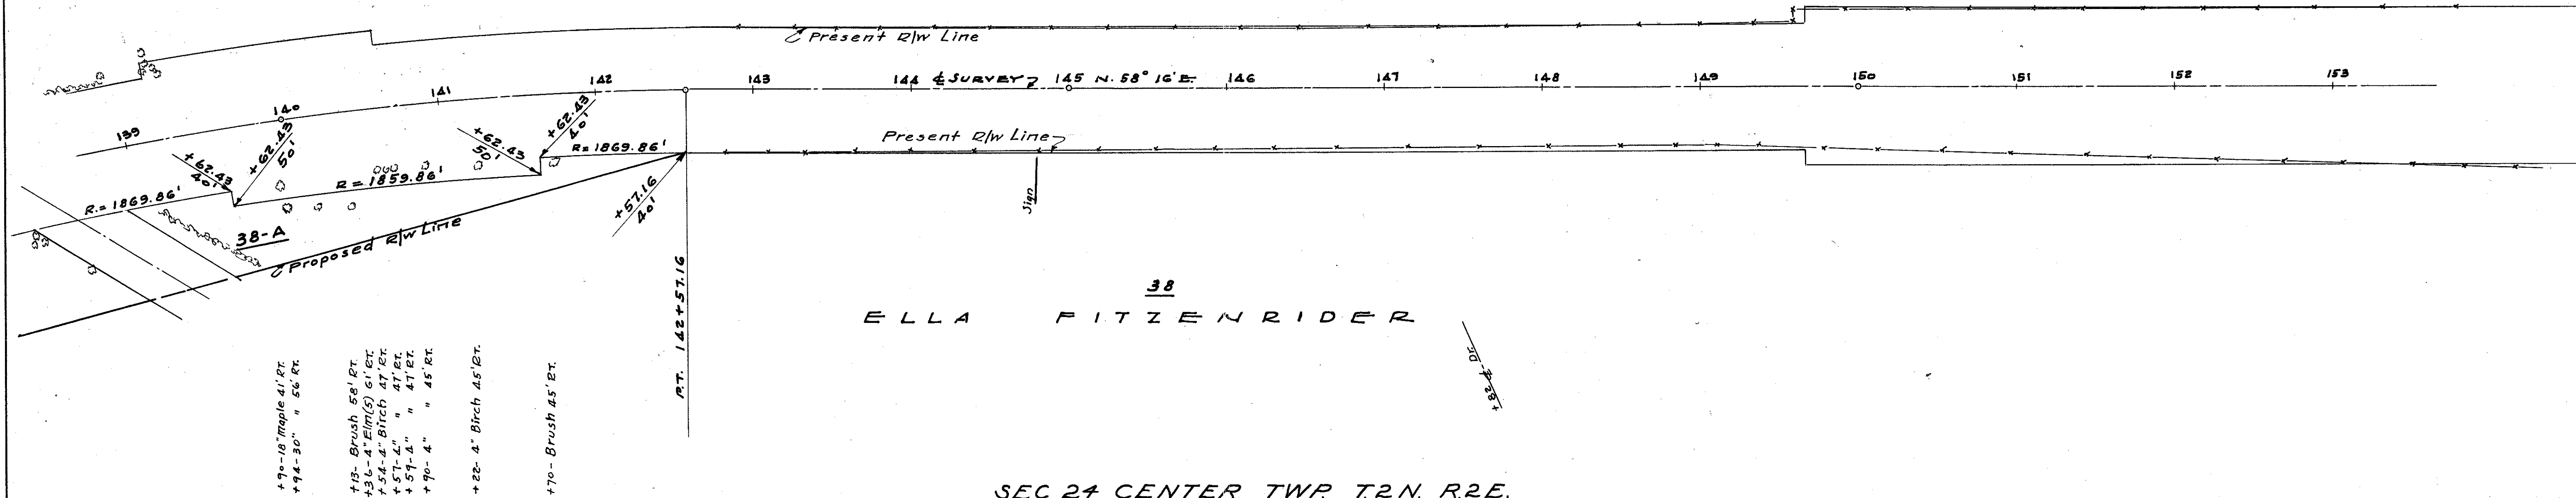 Present R/W Line
139
140
141
142
143
144
℄ SURVEY
145
N. 58° 16' E.
146
147
148
149
150
151
152
153
+62.43
40'
+62.43
50'
+62.43
50'
+62.43
40'
R = 1869.86'
Present R/W Line
R = 1859.86'
R. = 1869.86'
+57.16
40'
Sign
38-A
Proposed R/W Line
P.T. 142+57.16
38
ELLA FITZENRIDER
+82 ℄ Dr.
+90-18" Maple 41' RT.
+94-30" " 56' RT.
+13- Brush 58' RT.
+36-4" Elm(5) 61' RT.
+54-4" Birch 47' RT.
+57-4" " 47' RT.
+59-4" " 47' RT.
+90-4" " 45' RT.
+22-4" Birch 45' RT.
+70- Brush 45' RT.
SEC 24 CENTER TWP. T.2N. R.2E.